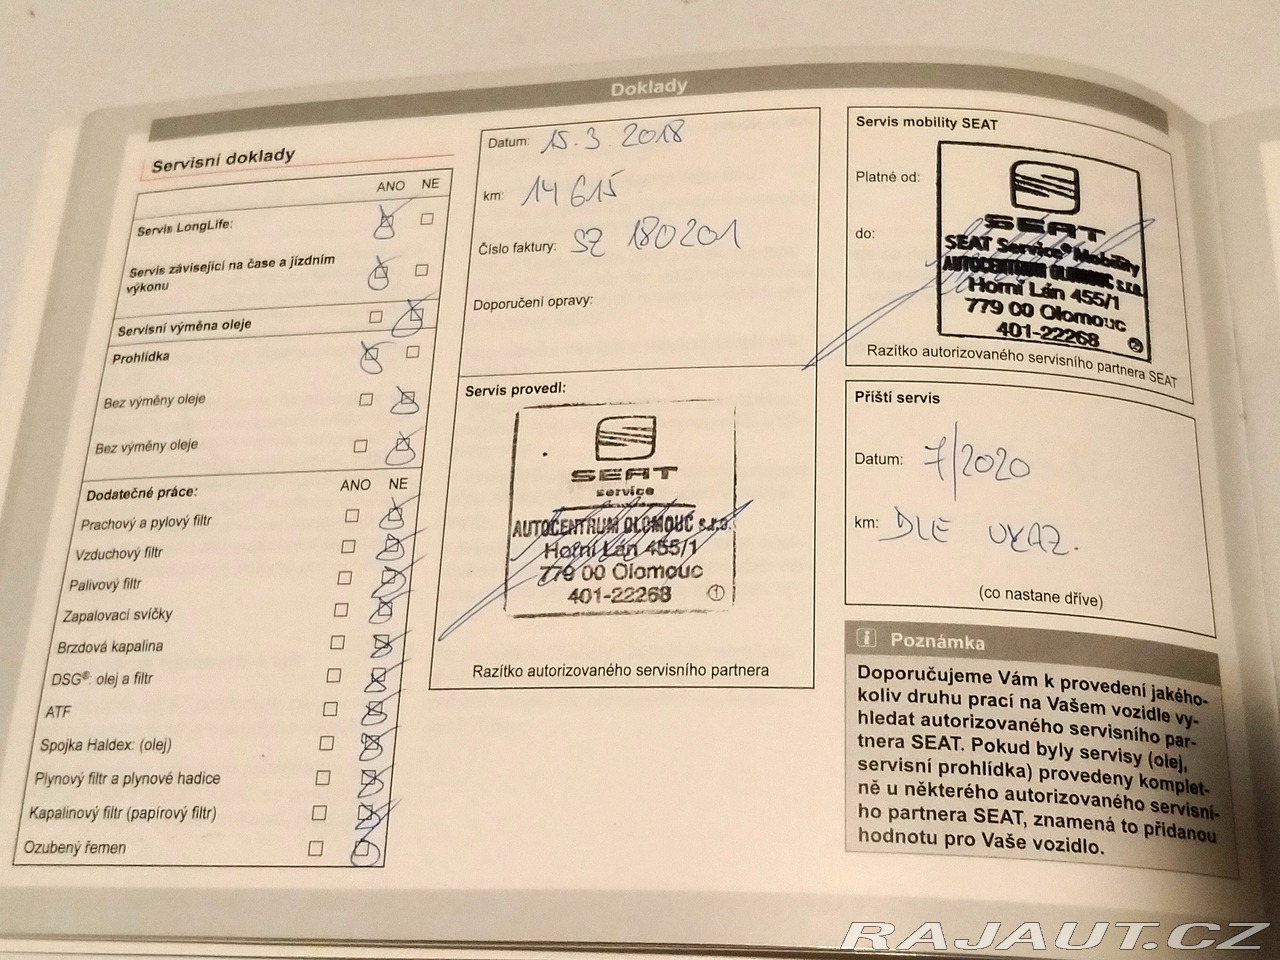 Doklady
Servisní doklady
ANO NE
Servis LongLife:
Servis závisející na čase a jízdním
výkonu
Servisní výměna oleje
Prohlídka
Bez výměny oleje
Bez výměny oleje
Dodatečné práce: ANO NE
Prachový a pylový filtr
Vzduchový filtr
Palivový filtr
Zapalovací svíčky
Brzdová kapalina
DSG®: olej a filtr
ATF
Spojka Haldex: (olej)
Plynový filtr a plynové hadice
Kapalinový filtr (papírový filtr)
Ozubený řemen
Datum: 15.3.2018
km: 14 615
Číslo faktury: SZ 180201
Doporučení opravy:
Servis provedl:
SEAT
service
AUTOCENTRUM OLOMOUC s.r.o.
Horní Lán 455/1
779 00 Olomouc
401-22268 1
Razítko autorizovaného servisního partnera
Servis mobility SEAT
Platné od:
do:
SEAT
SEAT Service® Mobility
AUTOCENTRUM OLOMOUC s.r.o.
Horní Lán 455/1
779 00 Olomouc
401-22268 2
Razítko autorizovaného servisního partnera SEAT
Příští servis
Datum: 7/2020
km: DLE UKAZ.
(co nastane dříve)
i Poznámka
Doporučujeme Vám k provedení jakého-
koliv druhu prací na Vašem vozidle vy-
hledat autorizovaného servisního par-
tnera SEAT. Pokud byly servisy (olej,
servisní prohlídka) provedeny komplet-
ně u některého autorizovaného servisní-
ho partnera SEAT, znamená to přidanou
hodnotu pro Vaše vozidlo.
RAJAUT.CZ